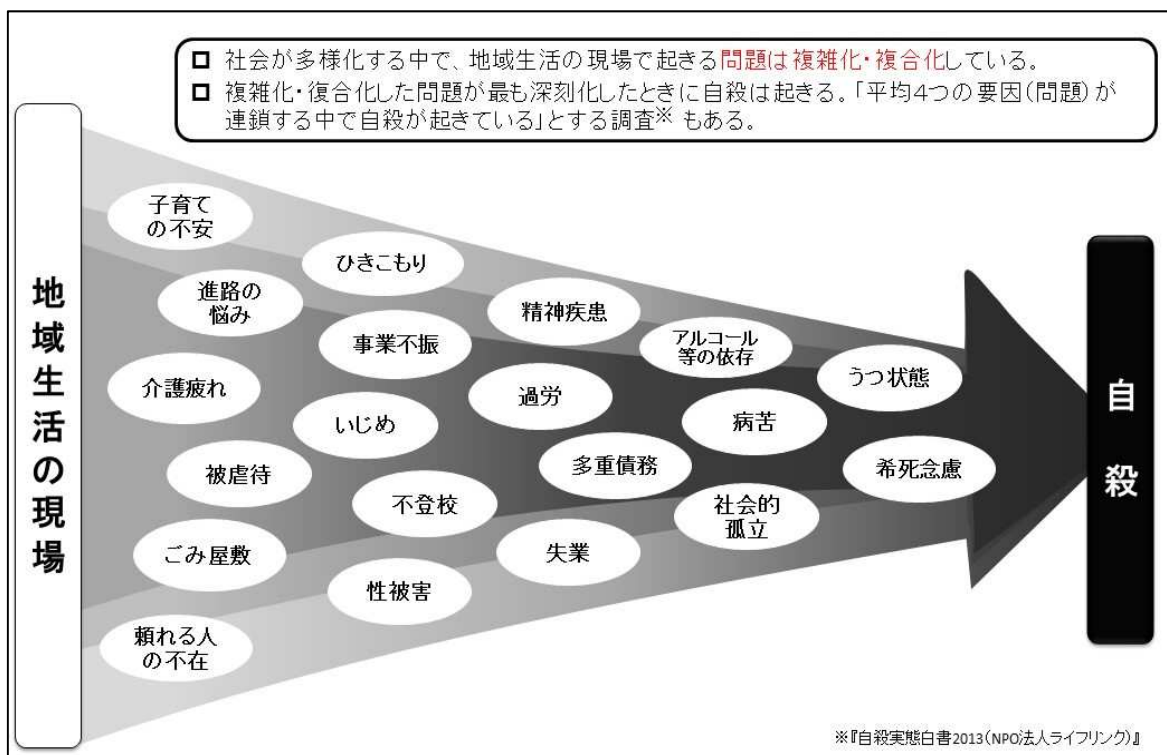 □ 社会が多様化する中で、地域生活の現場で起きる問題は複雑化・複合化している。
□ 複雑化・復合化した問題が最も深刻化したときに自殺は起きる。「平均4つの要因(問題)が
連鎖する中で自殺が起きている」とする調査※ もある。
地域生活の現場
子育て
の不安
ひきこもり
進路の
悩み
精神疾患
事業不振
アルコール
等の依存
うつ状態
介護疲れ
過労
いじめ
病苦
被虐待
多重債務
希死念慮
不登校
社会的
孤立
ごみ屋敷
失業
性被害
頼れる人
の不在
自殺
※『自殺実態白書2013(NPO法人ライフリンク)』